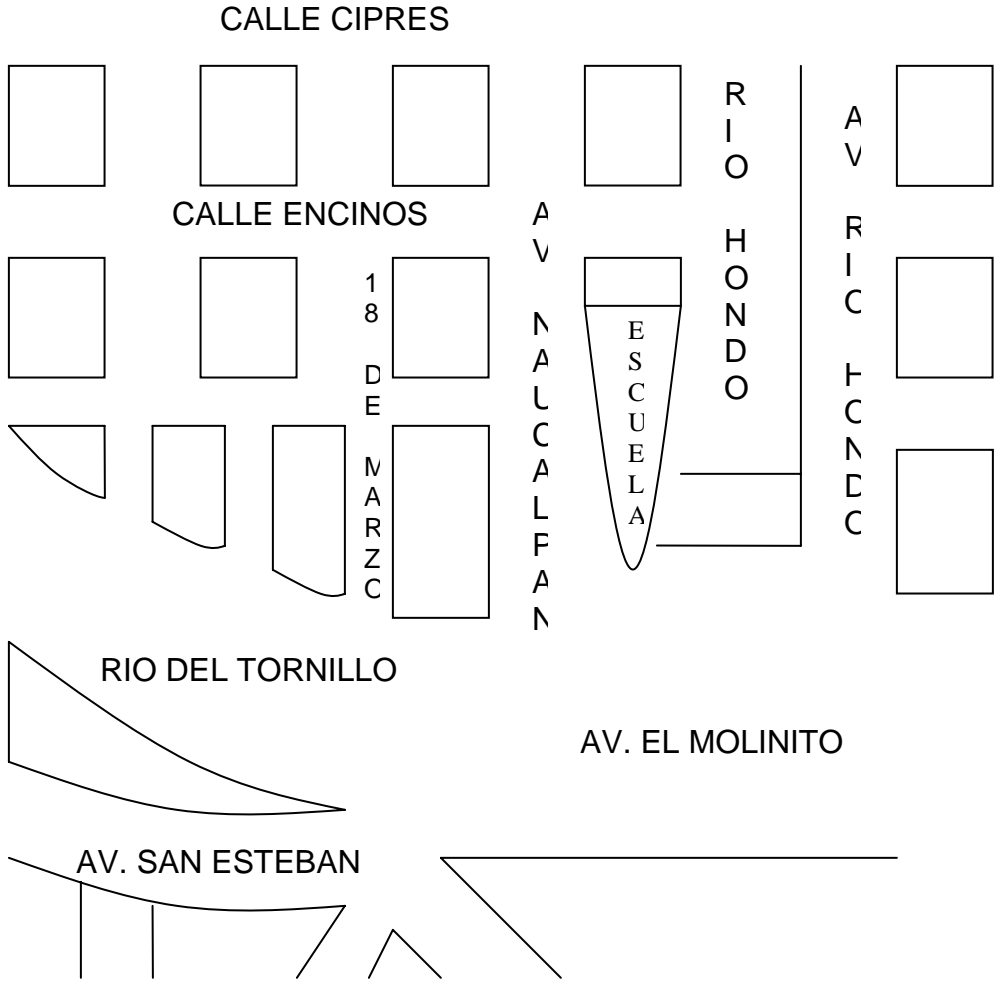 CALLE CIPRES
RIO HONDO
AV RIO HONDO
CALLE ENCINOS
AV NAUCALPAN
18 DE MARZO
ESCUELA
RIO DEL TORNILLO
AV. EL MOLINITO
AV. SAN ESTEBAN